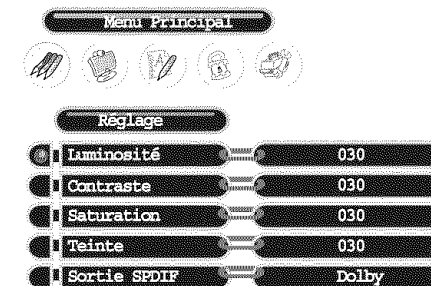 Menu Principal
Réglage
Luminosité 030
Contraste 030
Saturation 030
Teinte 030
Sortie SPDIF Dolby